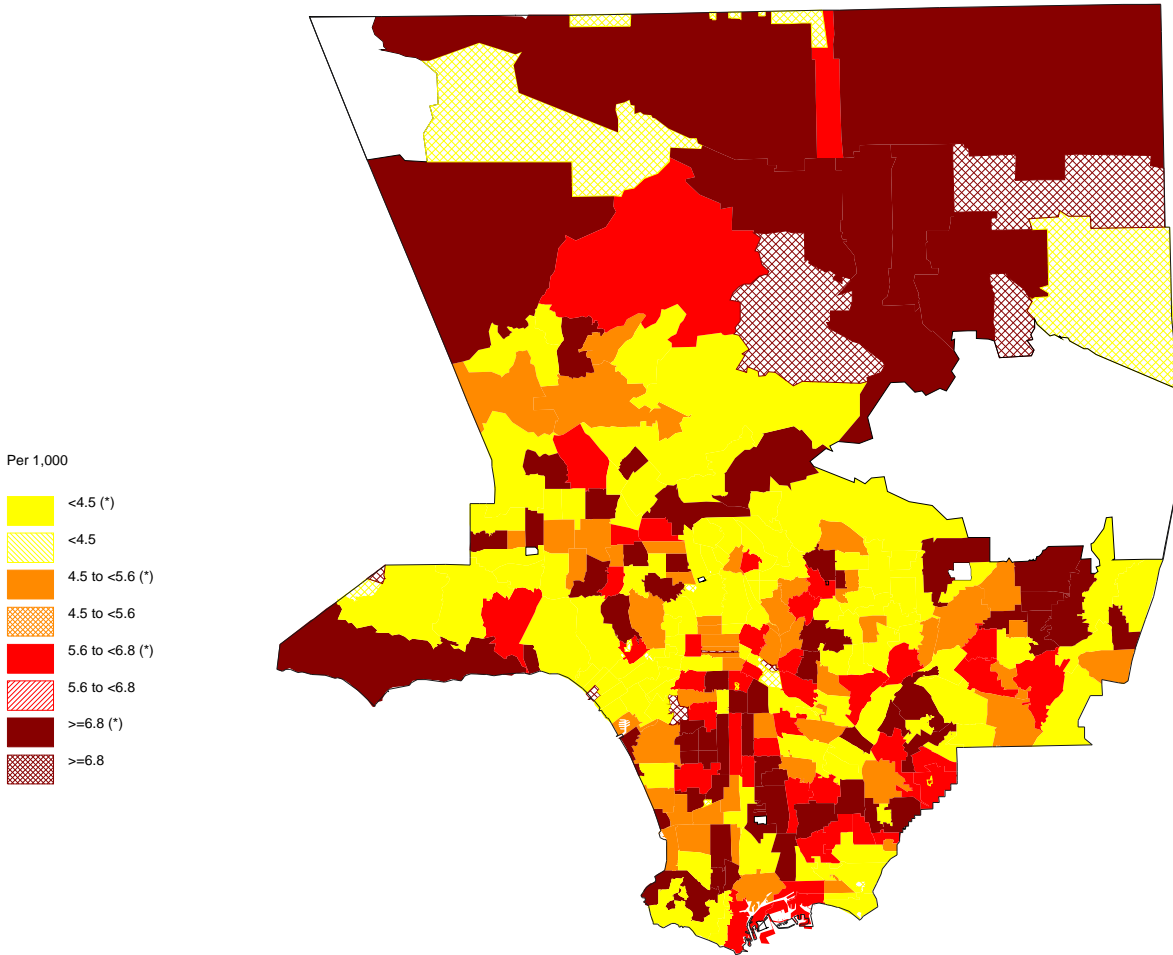 Per 1,000
<4.5 (*)
<4.5
4.5 to <5.6 (*)
4.5 to <5.6
5.6 to <6.8 (*)
5.6 to <6.8
>=6.8 (*)
>=6.8